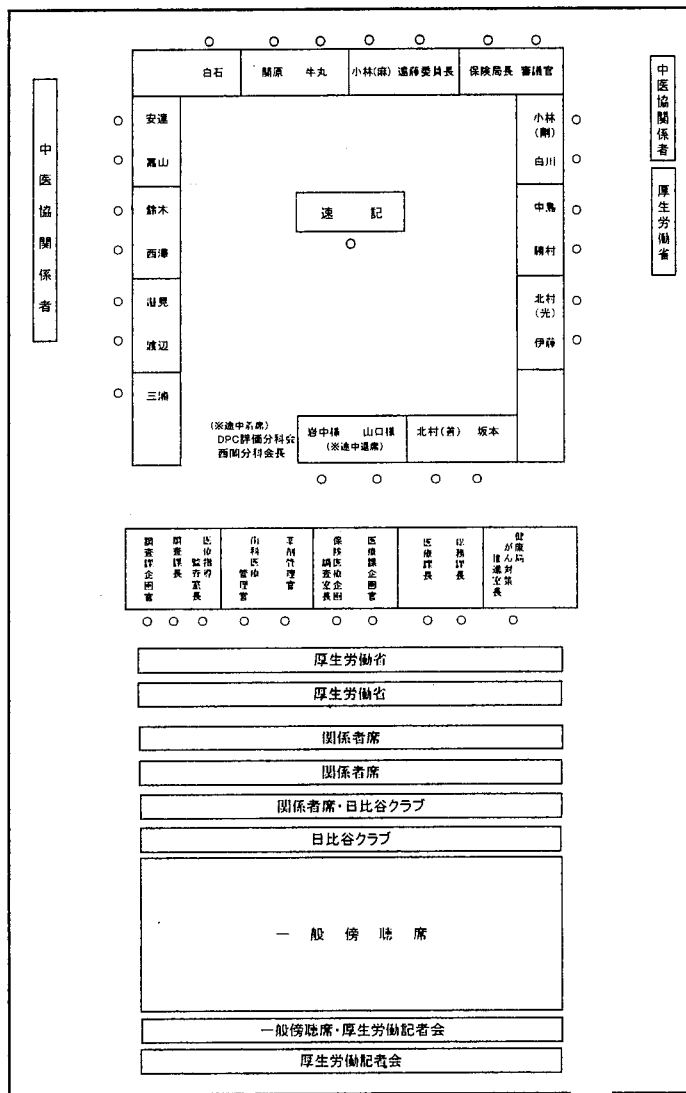 白石 関原 牛丸 小林(麻) 遠藤委員長 保険局長 審議官
中医協関係者
安達
嘉山
鈴木
西澤
渡辺
三浦
速 記
小林
(剛)
白川
中島
勝村
北村
(光)
伊藤
中医協関係者
厚生労働省
(※途中着席)
DPC評価分科会
西岡分科会長
岩中様 山口様
(※途中退席)
北村(善) 坂本
調査課企画官
調査課長
医療指導
監査室長
歯科医療
管理官
薬剤管理官
保険医療企画
調査室長
医療課企画官
医療課長
総務課長
健康局
がん対策
推進室長
厚生労働省
厚生労働省
関係者席
関係者席
関係者席・日比谷クラブ
日比谷クラブ
一 般 傍 聴 席
一般傍聴席・厚生労働記者会
厚生労働記者会